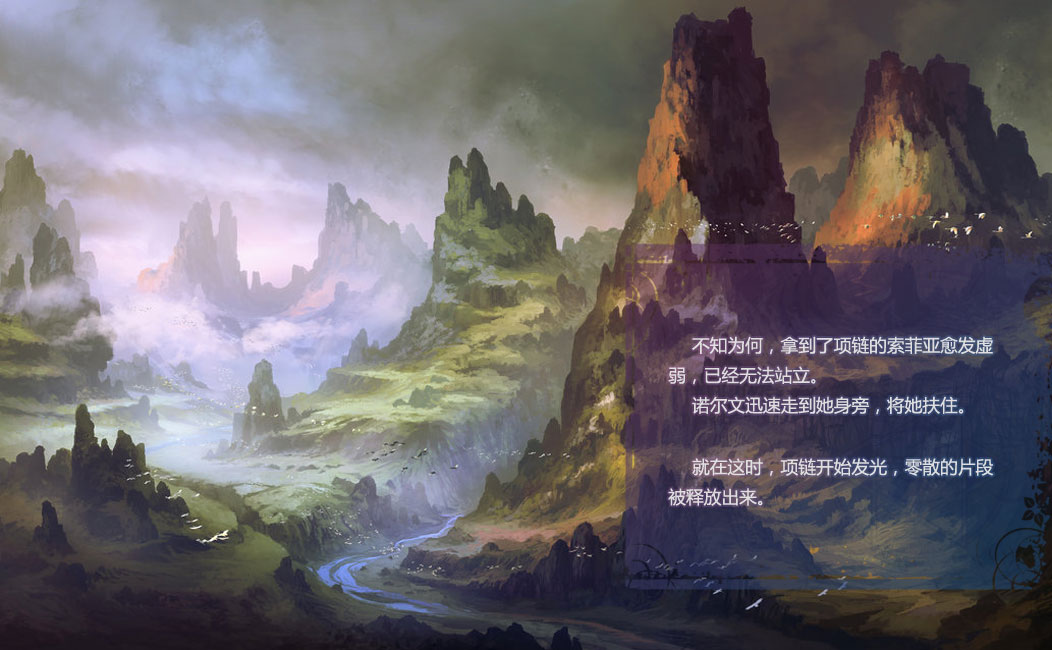 不知为何，拿到了项链的索菲亚愈发虚
弱，已经无法站立。
诺尔文迅速走到她身旁，将她扶住。
就在这时，项链开始发光，零散的片段
被释放出来。